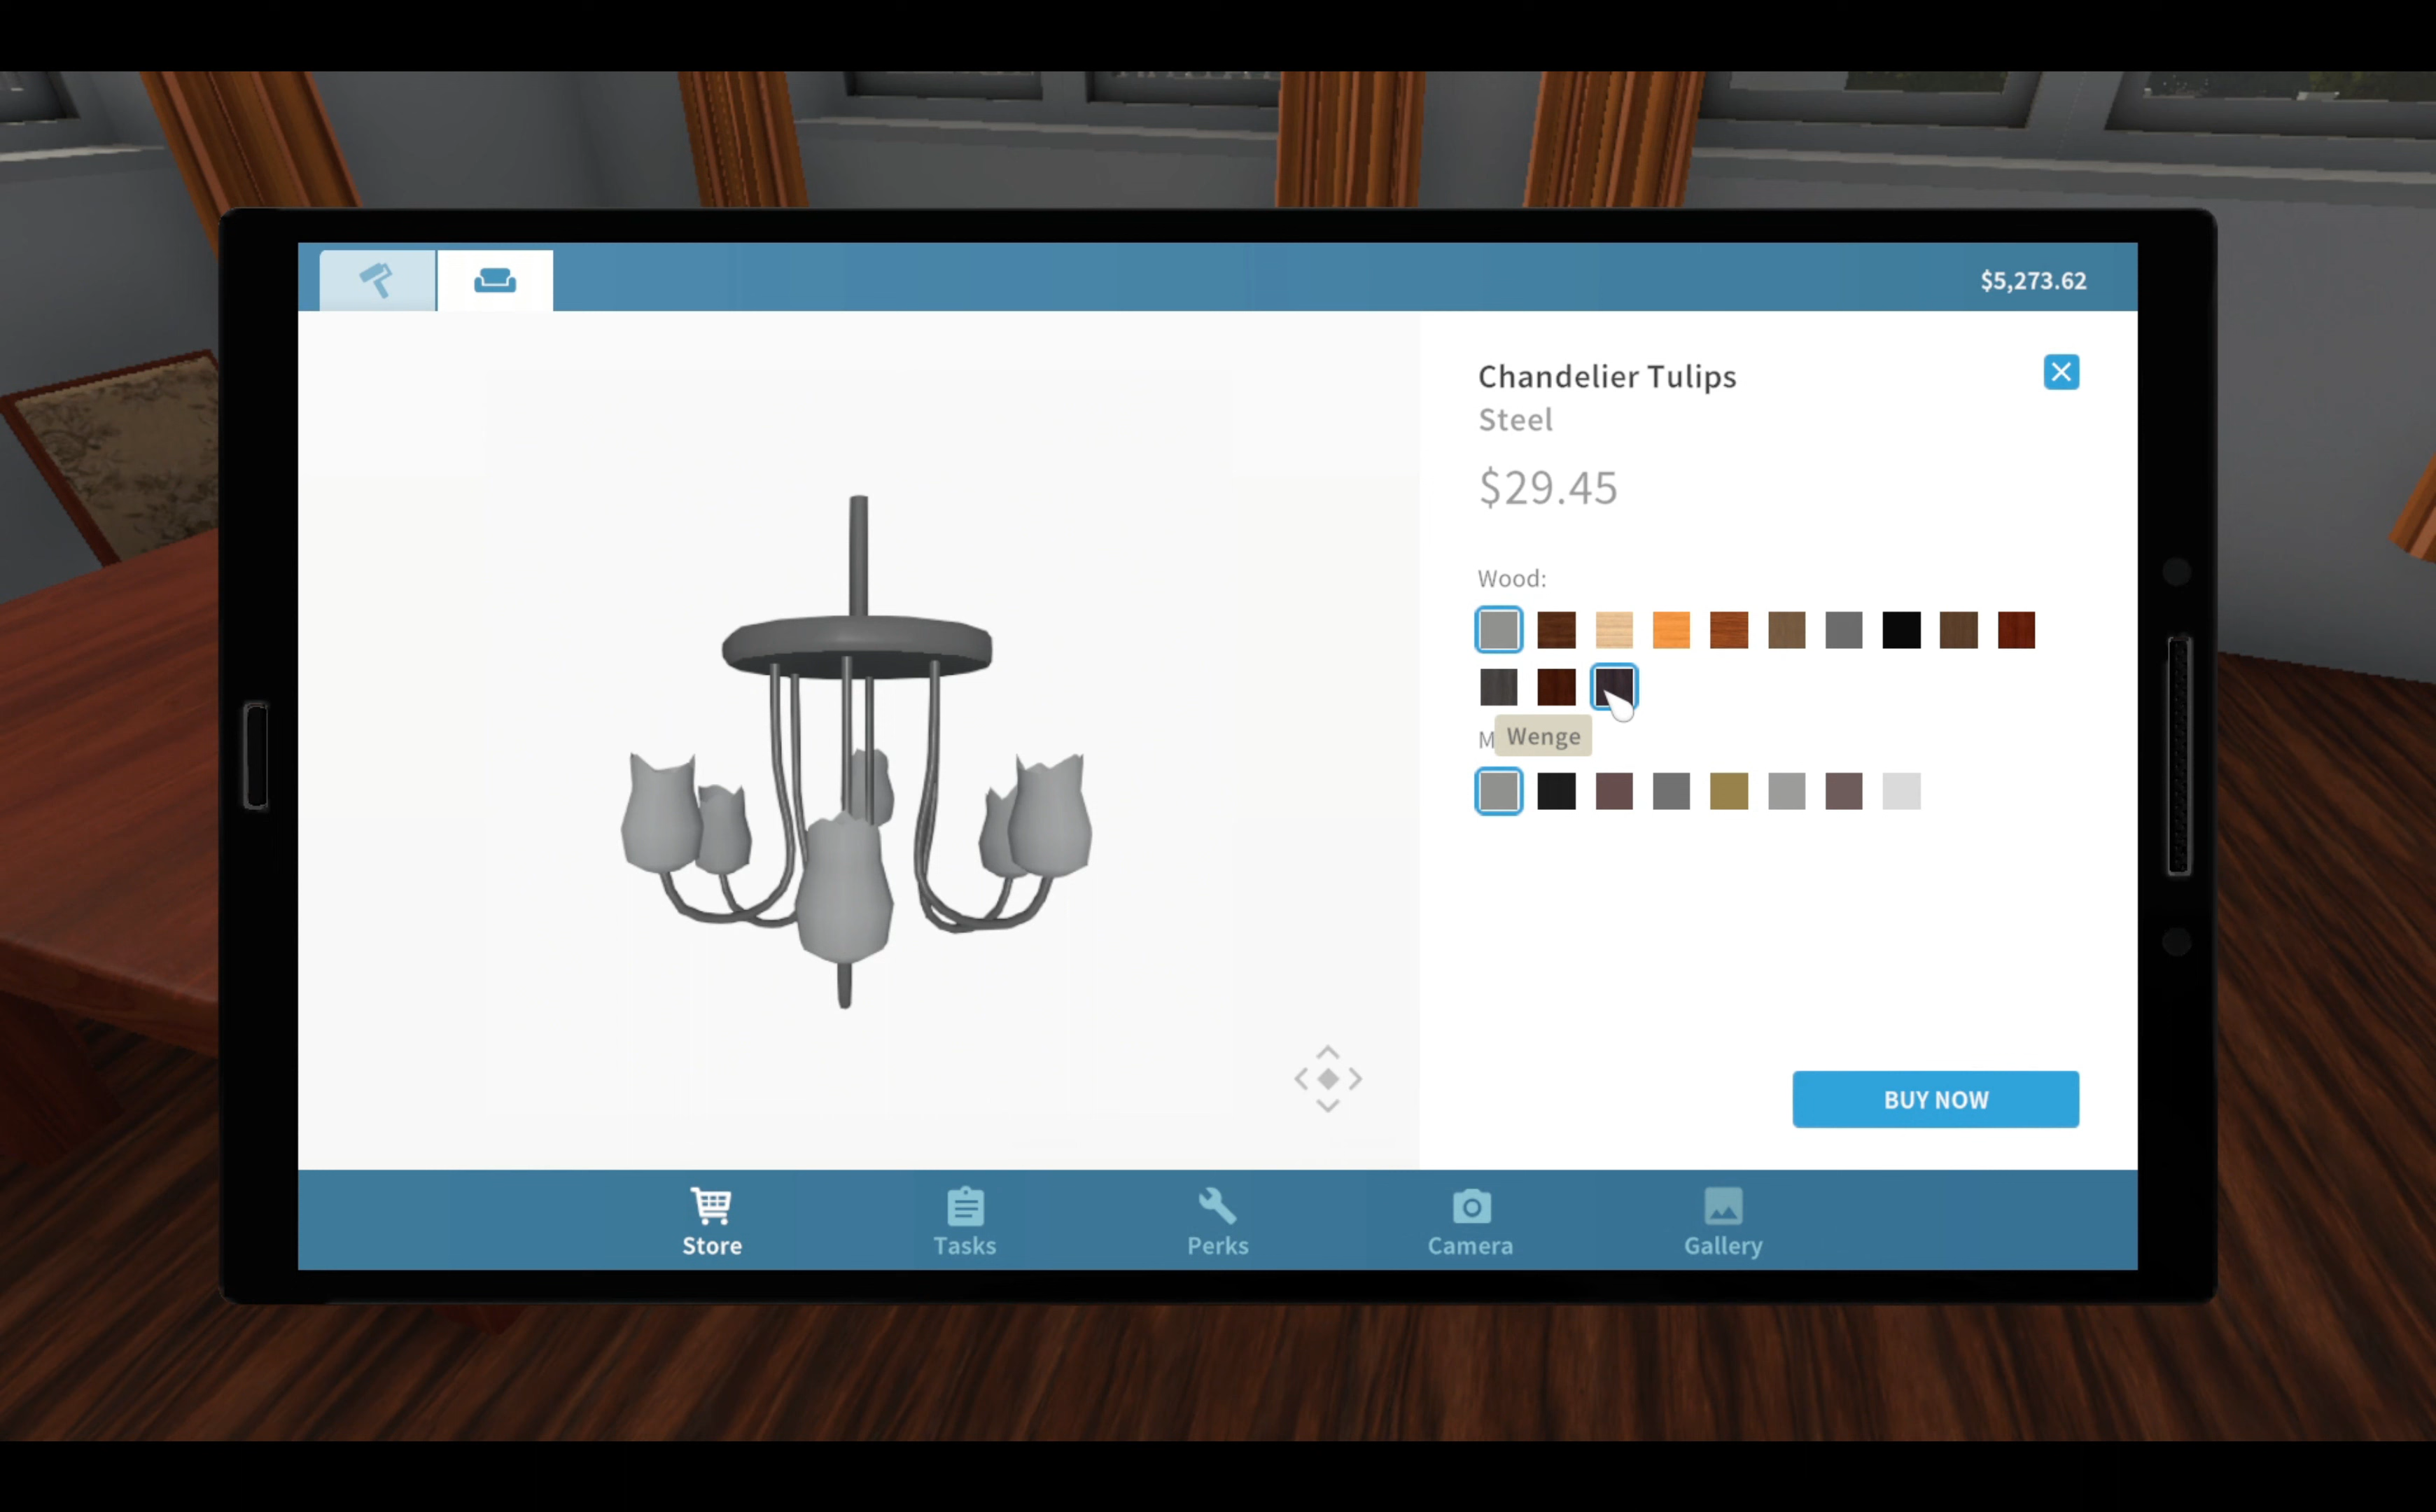 $5,273.62
Chandelier Tulips
Steel
$29.45
Wood:
Wenge
BUY NOW
Store
Tasks
Perks
Camera
Gallery